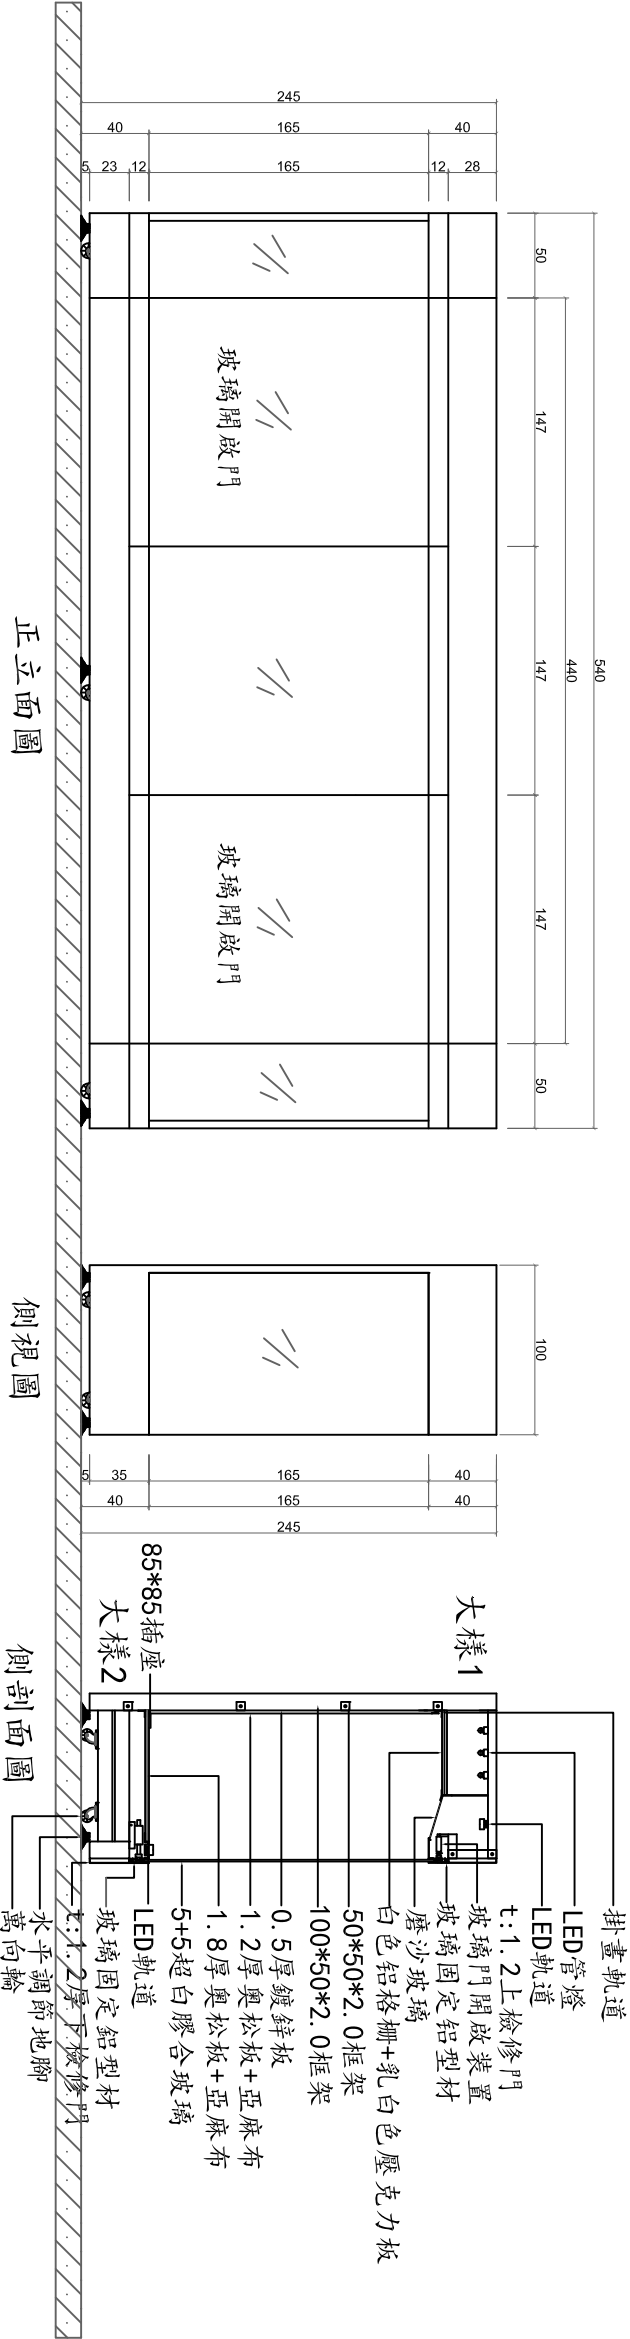 540
440
50
147
147
147
50
245
40
165
40
28
12
165
12
23
5
玻璃開啟門
玻璃開啟門
正立面圖
100
40
165
35
5
40
165
40
245
側視圖
大樣1
大樣2
85*85插座
掛畫軌道
LED管燈
LED軌道
t:1.2上檢修門
玻璃門開啟装置
玻璃固定铝型材
磨沙玻璃
白色铝格栅+乳白色壓克力板
50*50*2.0框架
100*50*2.0框架
0.5厚鍍鋅板
1.2厚奥松板+亞麻布
1.8厚奥松板+亞麻布
5+5超白膠合玻璃
LED軌道
玻璃固定鋁型材
t:1.2厚下檢修門
水平調節地腳
萬向輪
側剖面圖